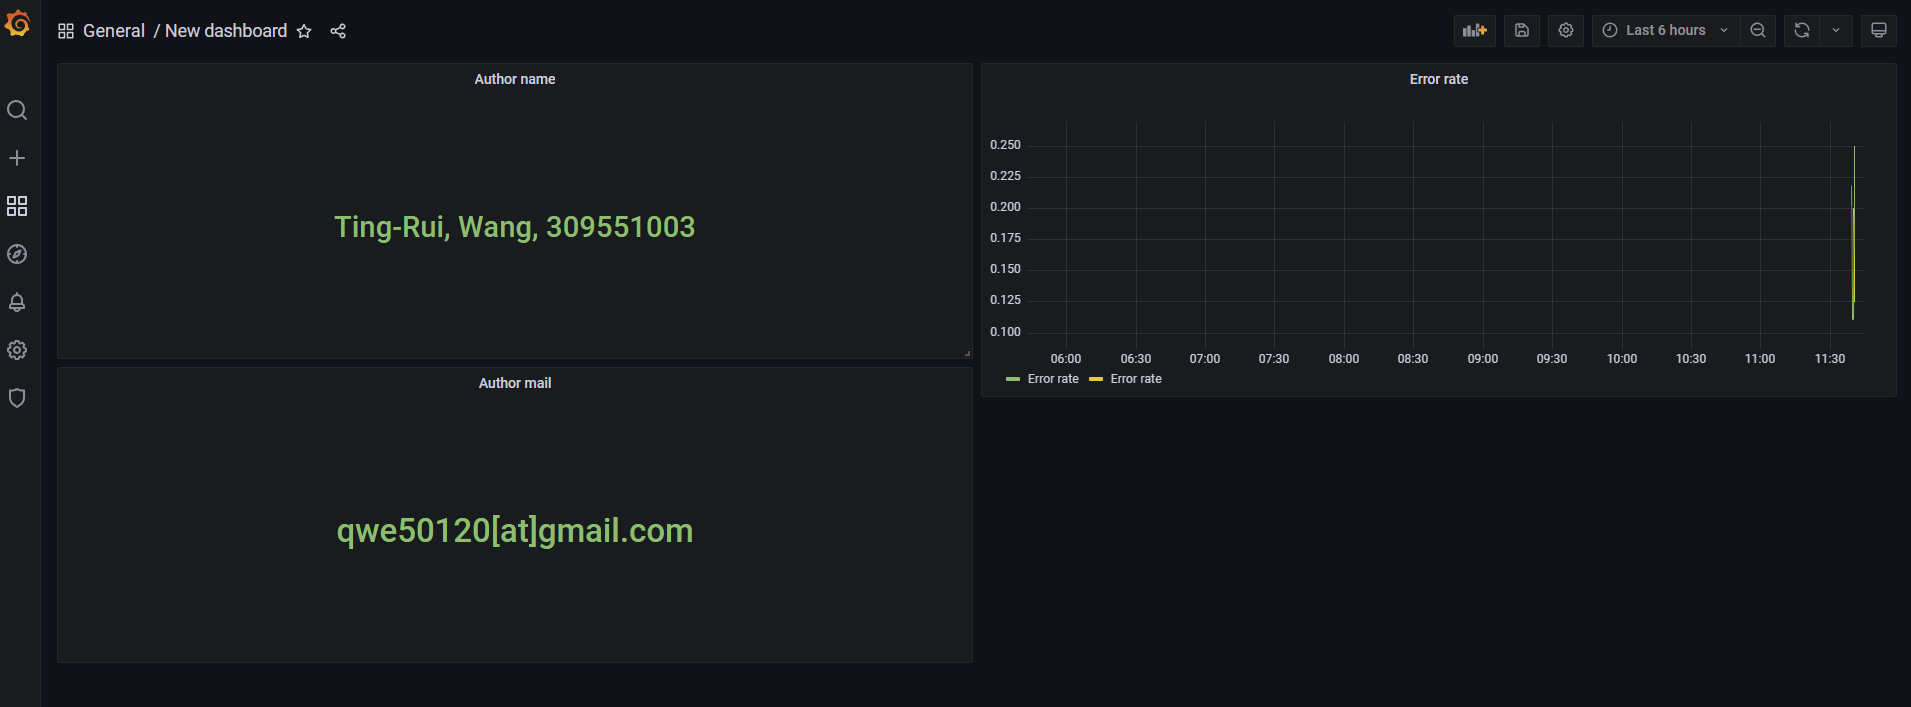 General / New dashboard
Last 6 hours
Author name
Ting-Rui, Wang, 309551003
Author mail
qwe50120[at]gmail.com
Error rate
0.250
0.225
0.200
0.175
0.150
0.125
0.100
06:00 06:30 07:00 07:30 08:00 08:30 09:00 09:30 10:00 10:30 11:00 11:30
Error rate Error rate